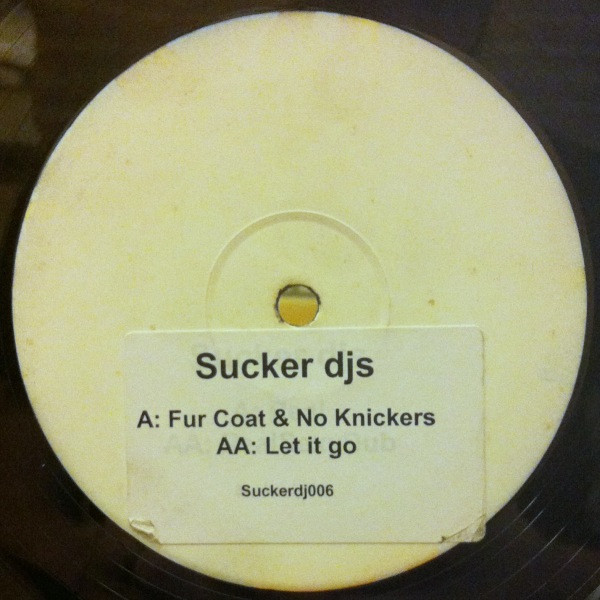 Sucker djs
A: Fur Coat & No Knickers
AA: Let it go
Suckerdj006